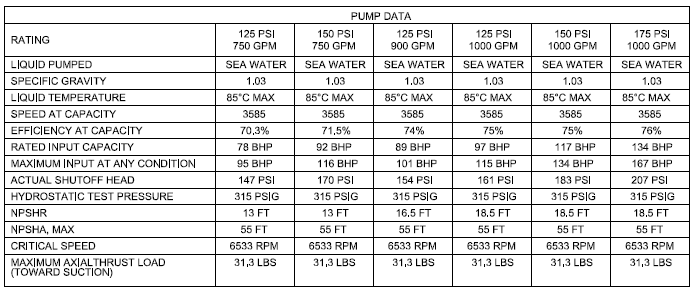 PUMP DATA
RATING 125 PSI 150 PSI 125 PSI 125 PSI 150 PSI 175 PSI
750 GPM 750 GPM 900 GPM 1000 GPM 1000 GPM 1000 GPM
LIQUID PUMPED SEA WATER SEA WATER SEA WATER SEA WATER SEA WATER SEA WATER
SPECIFIC GRAVITY 1.03 1.03 1.03 1.03 1.03 1.03
LIQUID TEMPERATURE 85°C MAX 85°C MAX 85°C MAX 85°C MAX 85°C MAX 85°C MAX
SPEED AT CAPACITY 3585 3585 3585 3585 3585 3585
EFFICIENCY AT CAPACITY 70,3% 71,5% 74% 75% 75% 76%
RATED INPUT CAPACITY 78 BHP 92 BHP 89 BHP 97 BHP 117 BHP 134 BHP
MAXIMUM INPUT AT ANY CONDITION 95 BHP 116 BHP 101 BHP 115 BHP 134 BHP 167 BHP
ACTUAL SHUTOFF HEAD 147 PSI 170 PSI 154 PSI 161 PSI 183 PSI 207 PSI
HYDROSTATIC TEST PRESSURE 315 PSIG 315 PSIG 315 PSIG 315 PSIG 315 PSIG 315 PSIG
NPSHR 13 FT 13 FT 16,5 FT 18,5 FT 18,5 FT 18,5 FT
NPSHA, MAX 55 FT 55 FT 55 FT 55 FT 55 FT 55 FT
CRITICAL SPEED 6533 RPM 6533 RPM 6533 RPM 6533 RPM 6533 RPM 6533 RPM
MAXIMUM AXIALTHRUST LOAD 31,3 LBS 31,3 LBS 31,3 LBS 31,3 LBS 31,3 LBS 31,3 LBS
(TOWARD SUCTION)